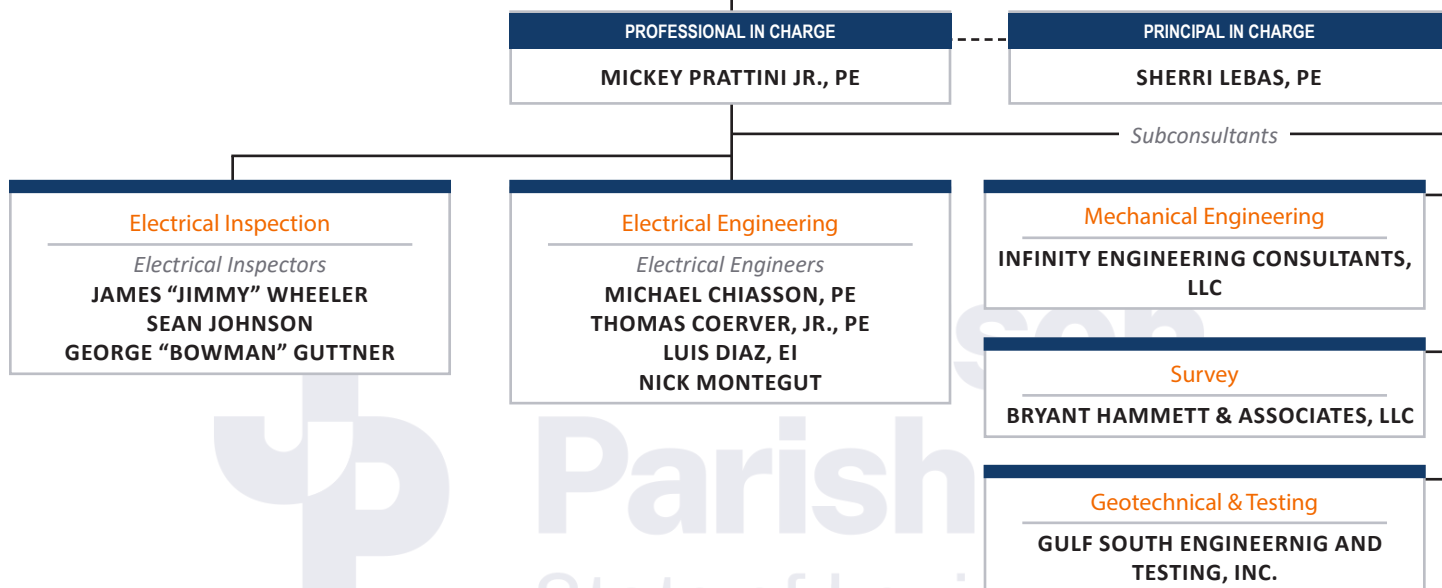 PROFESSIONAL IN CHARGE
MICKEY PRATTINI JR., PE
PRINCIPAL IN CHARGE
SHERRI LEBAS, PE
Subconsultants
Electrical Inspection
Electrical Inspectors
JAMES “JIMMY” WHEELER
SEAN JOHNSON
GEORGE “BOWMAN” GUTTNER
Electrical Engineering
Electrical Engineers
MICHAEL CHIASSON, PE
THOMAS COERVER, JR., PE
LUIS DIAZ, EI
NICK MONTEGUT
Mechanical Engineering
INFINITY ENGINEERING CONSULTANTS,
LLC
Survey
BRYANT HAMMETT & ASSOCIATES, LLC
Geotechnical & Testing
GULF SOUTH ENGINEERNIG AND
TESTING, INC.
JP
Parish